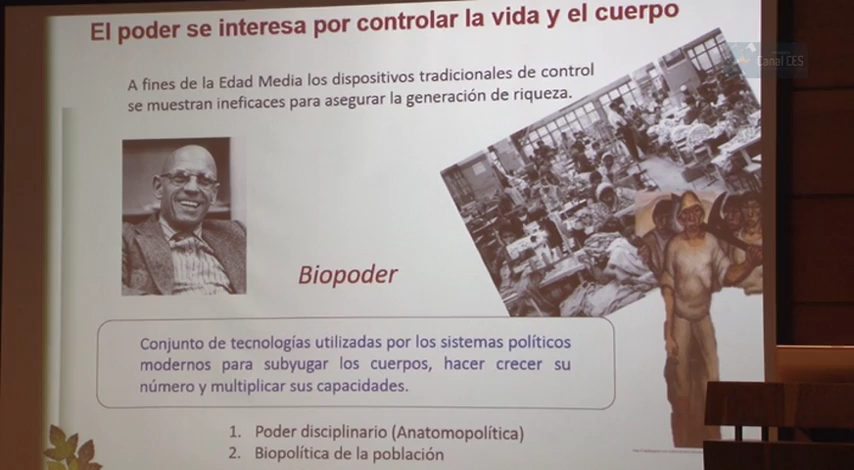 El poder se interesa por controlar la vida y el cuerpo
Canal CES
A fines de la Edad Media los dispositivos tradicionales de control
se muestran ineficaces para asegurar la generación de riqueza.
Biopoder
Conjunto de tecnologías utilizadas por los sistemas políticos
modernos para subyugar los cuerpos, hacer crecer su
número y multiplicar sus capacidades.
1. Poder disciplinario (Anatomopolítica)
2. Biopolítica de la población